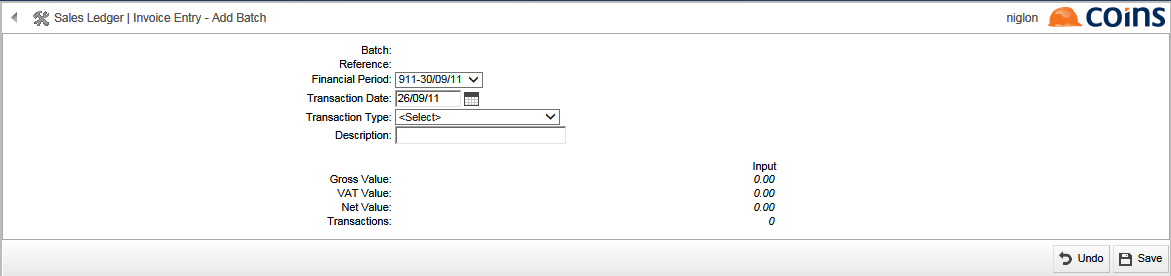 Sales Ledger | Invoice Entry - Add Batch
niglon
coins
Batch:
Reference:
Financial Period: 911-30/09/11
Transaction Date: 26/09/11
Transaction Type: <Select>
Description:
Input
Gross Value: 0.00
VAT Value: 0.00
Net Value: 0.00
Transactions: 0
Undo
Save